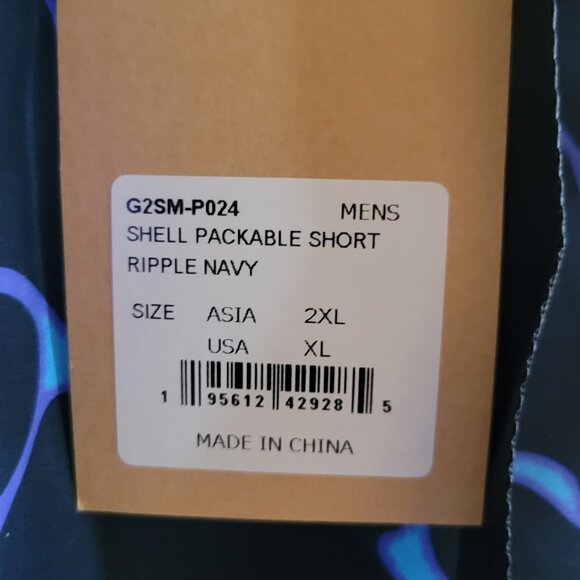 G2SM-P024 MENS
SHELL PACKABLE SHORT
RIPPLE NAVY
SIZE ASIA 2XL
USA XL
1 95612 42928 5
MADE IN CHINA